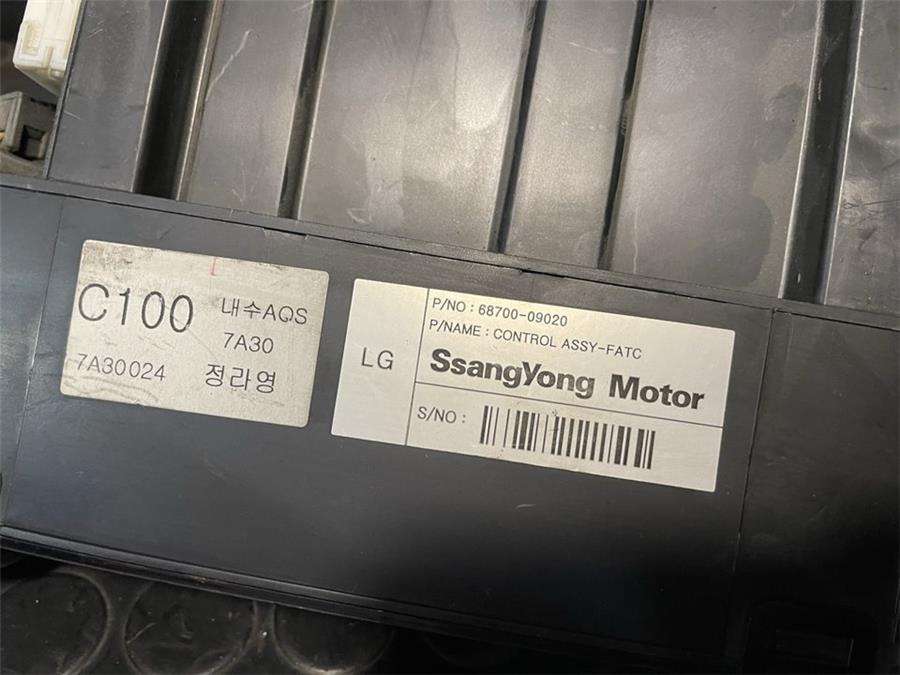 C100 내수AQS
7A30
7A30024 정라영
LG
P/NO : 68700-09020
P/NAME : CONTROL ASSY-FATC
SsangYong Motor
S/NO :